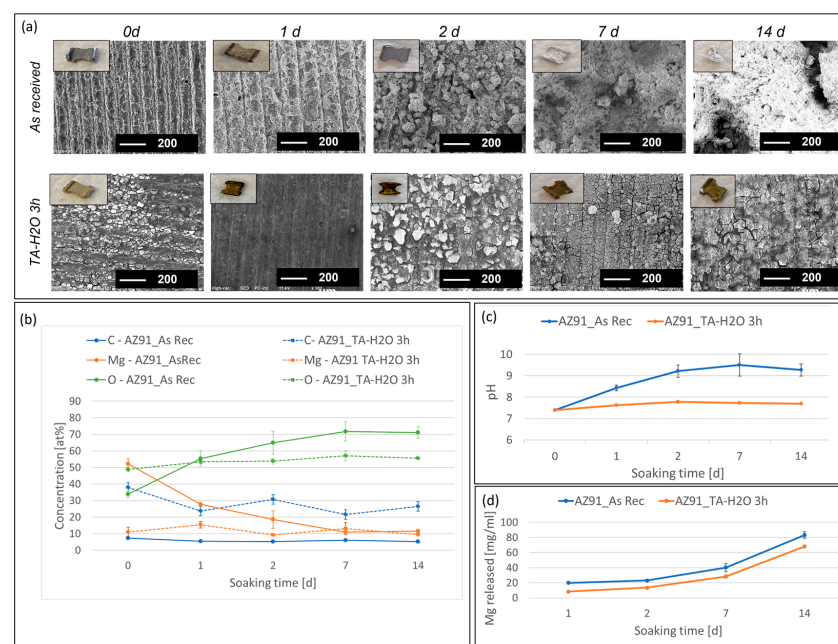 (a)
0d
1 d
2 d
7 d
14 d
As received
200
200
200
200
200
TA-H2O 3h
200
200
200
200
200
(b)
C - AZ91_As Rec
C- AZ91_TA-H2O 3h
Mg - AZ91_AsRec
Mg - AZ91 TA-H2O 3h
O - AZ91_As Rec
O - AZ91_TA-H2O 3h
Concentration [at%]
90
80
70
60
50
40
30
20
10
0
0
1
2
7
14
Soaking time [d]
(c)
AZ91_As Rec
AZ91_TA-H2O 3h
pH
10
9
8
7
6
0
1
2
7
14
Soaking time [d]
(d)
AZ91_As Rec
AZ91_TA-H2O 3h
Mg released [mg/ml]
100
80
60
40
20
0
1
2
7
14
Soaking time [d]